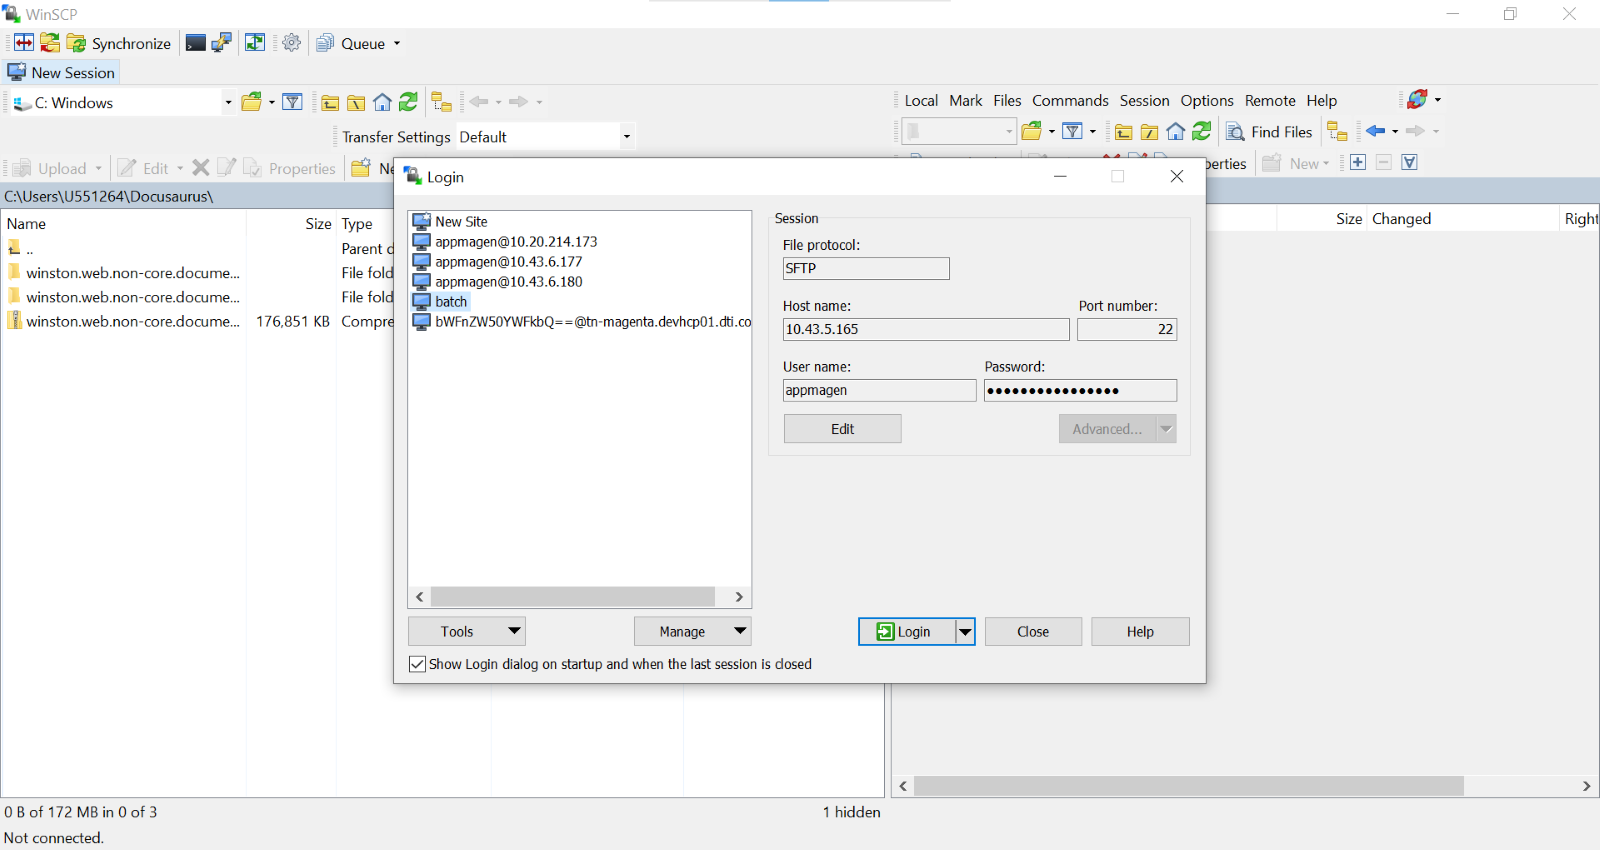 WinSCP
Synchronize Queue
New Session
C: Windows
Local Mark Files Commands Session Options Remote Help
Transfer Settings Default
Find Files
Upload Edit Properties Ne
perties New
C:\Users\U551264\Docusaurus\
Name Size Type
Size Changed Right
.. Parent d
winston.web.non-core.docume... File fold
winston.web.non-core.docume... File fold
winston.web.non-core.docume... 176,851 KB Compre
Login
New Site
appmagen@10.20.214.173
appmagen@10.43.6.177
appmagen@10.43.6.180
batch
bWFnZW50YWFkbQ==@tn-magenta.devhcp01.dti.co
Session
File protocol:
SFTP
Host name: Port number:
10.43.5.165 22
User name: Password:
appmagen ••••••••••••••••
Edit Advanced...
Tools Manage Login Close Help
Show Login dialog on startup and when the last session is closed
0 B of 172 MB in 0 of 3 1 hidden
Not connected.